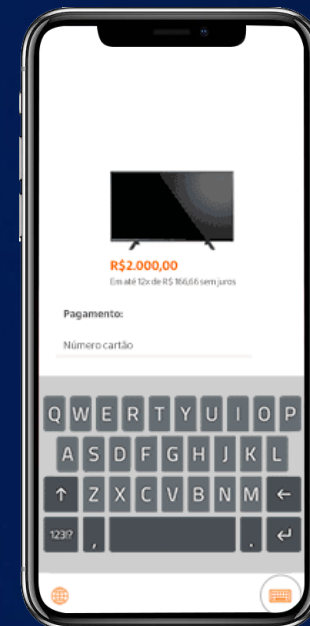 R$2.000,00
Em até 12x de R$ 166,66 sem juros
Pagamento:
Número cartão
Q W E R T Y U I O P
A S D F G H J K L
↑ Z X C V B N M ←
123!? , . ↵